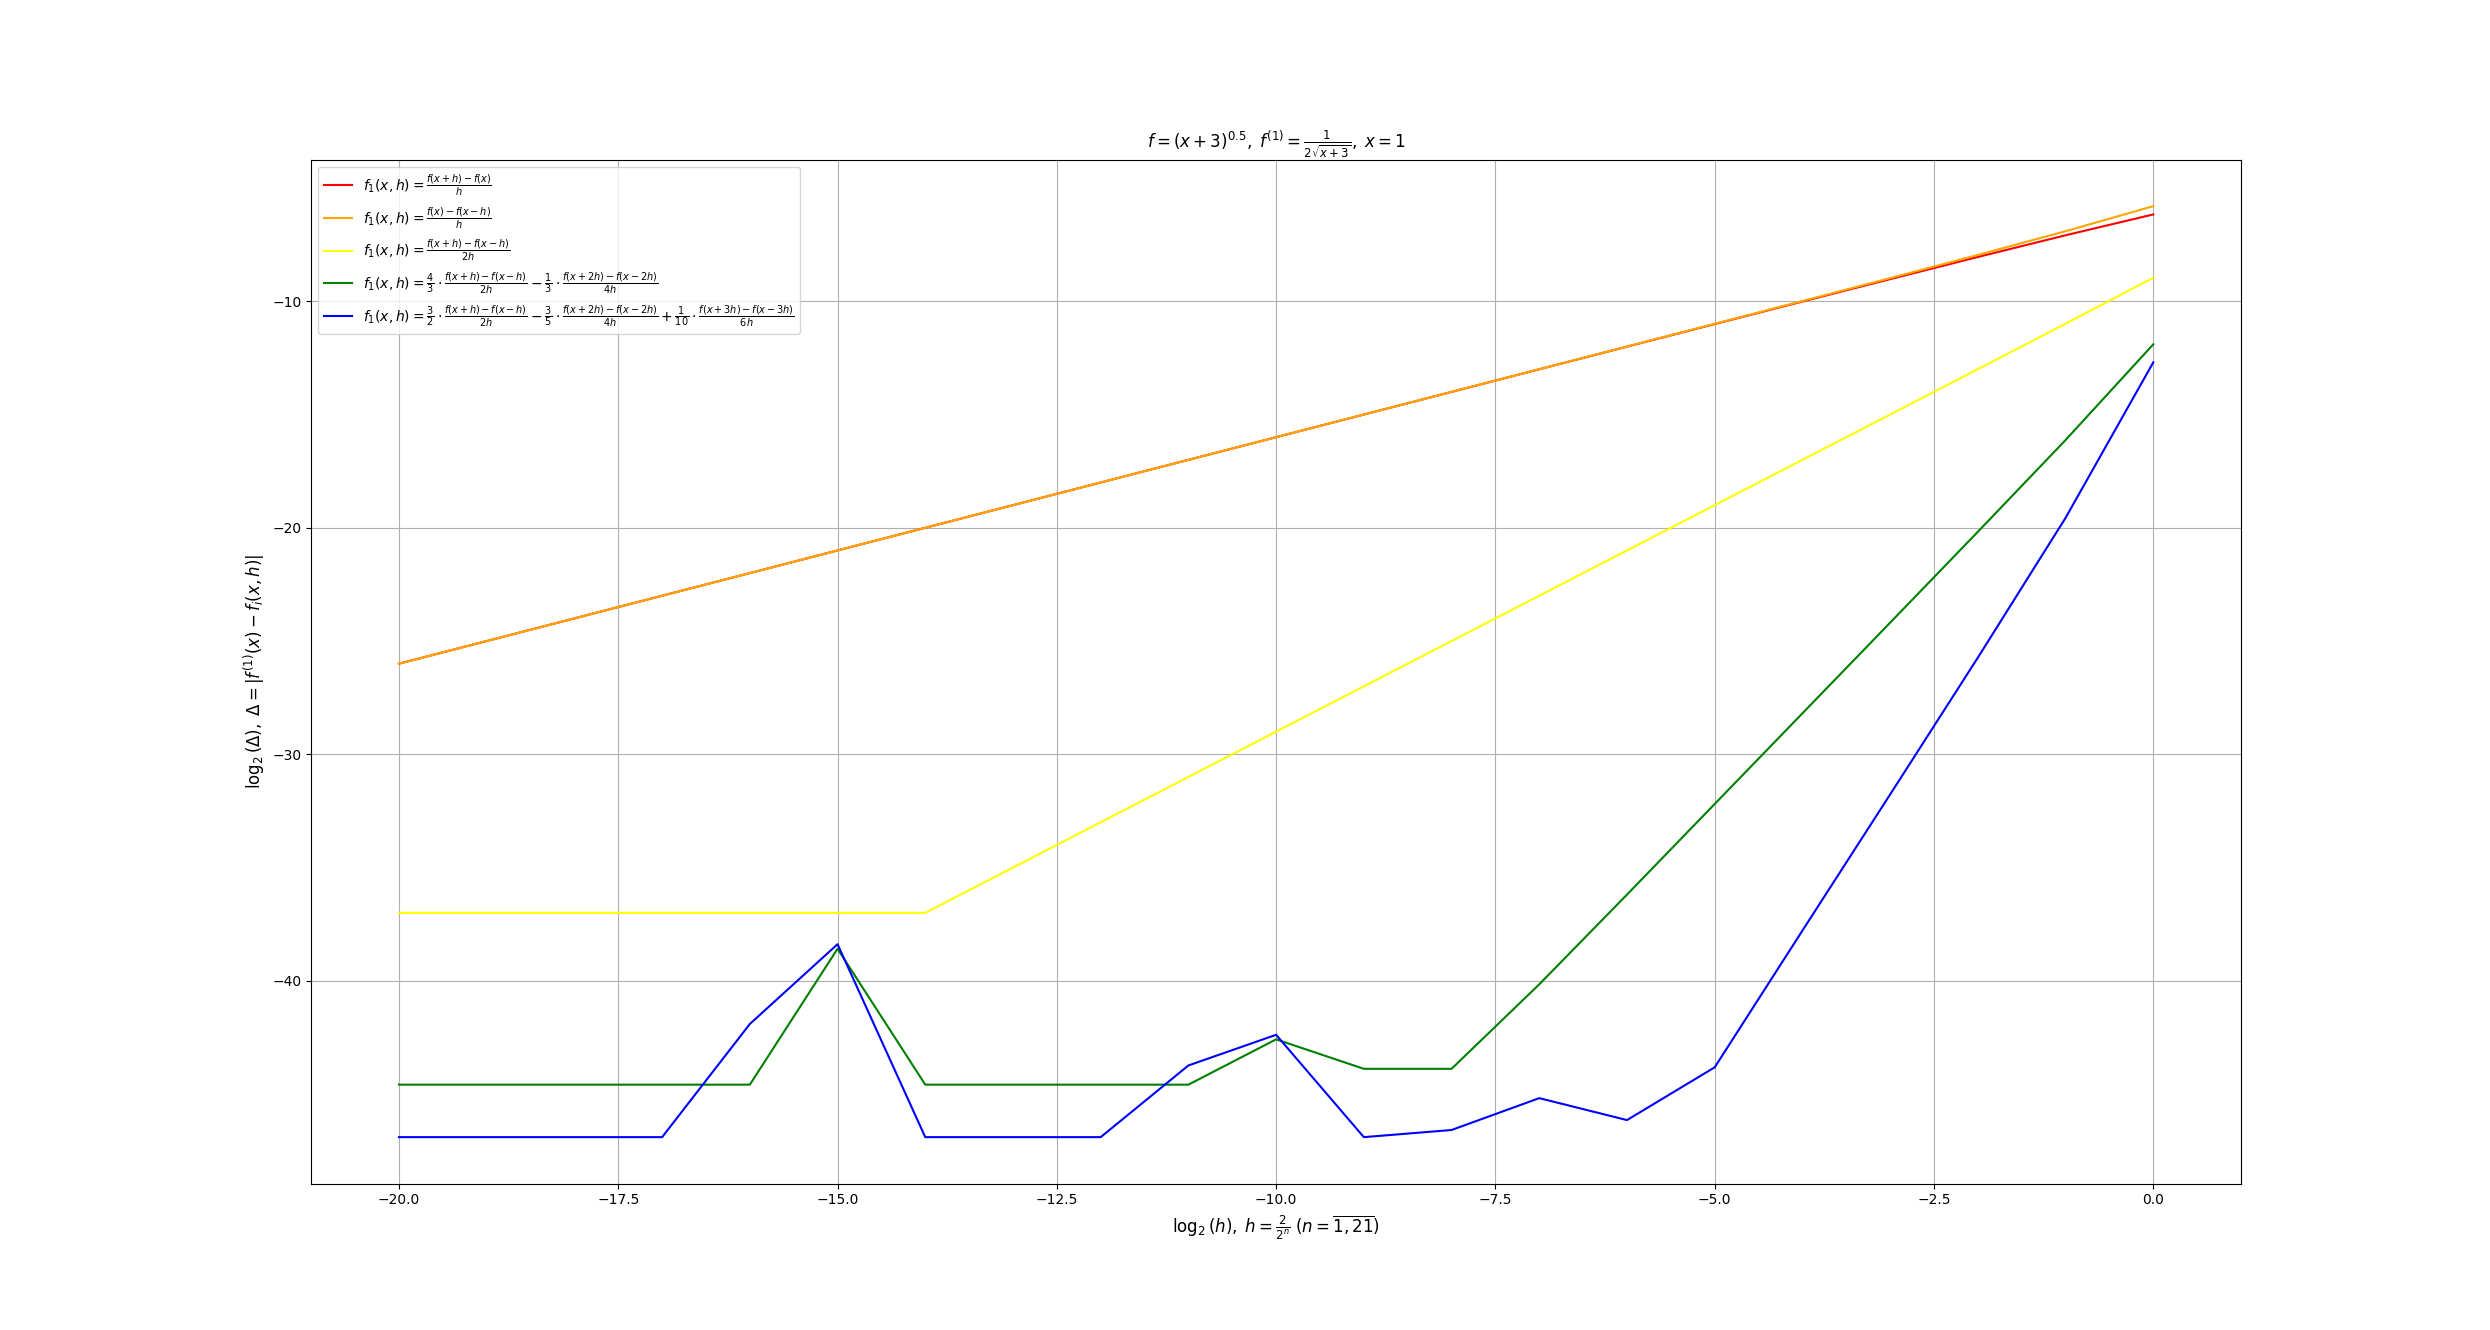 f = (x + 3)^{0.5}, f^{(1)} = \frac{1}{2\sqrt{x+3}}, x = 1
f_1(x, h) = \frac{f(x+h)-f(x)}{h}
f_1(x, h) = \frac{f(x)-f(x-h)}{h}
f_1(x, h) = \frac{f(x+h)-f(x-h)}{2h}
f_1(x, h) = \frac{4}{3} \cdot \frac{f(x+h)-f(x-h)}{2h} - \frac{1}{3} \cdot \frac{f(x+2h)-f(x-2h)}{4h}
f_1(x, h) = \frac{3}{2} \cdot \frac{f(x+h)-f(x-h)}{2h} - \frac{3}{5} \cdot \frac{f(x+2h)-f(x-2h)}{4h} + \frac{1}{10} \cdot \frac{f(x+3h)-f(x-3h)}{6h}
−10
−20
−30
−40
log_2(Δ), Δ = |f^{(1)}(x) − f_i(x, h)|
−20.0 −17.5 −15.0 −12.5 −10.0 −7.5 −5.0 −2.5 0.0
log_2(h), h = \frac{2}{2^n} (n = \overline{1, 21})